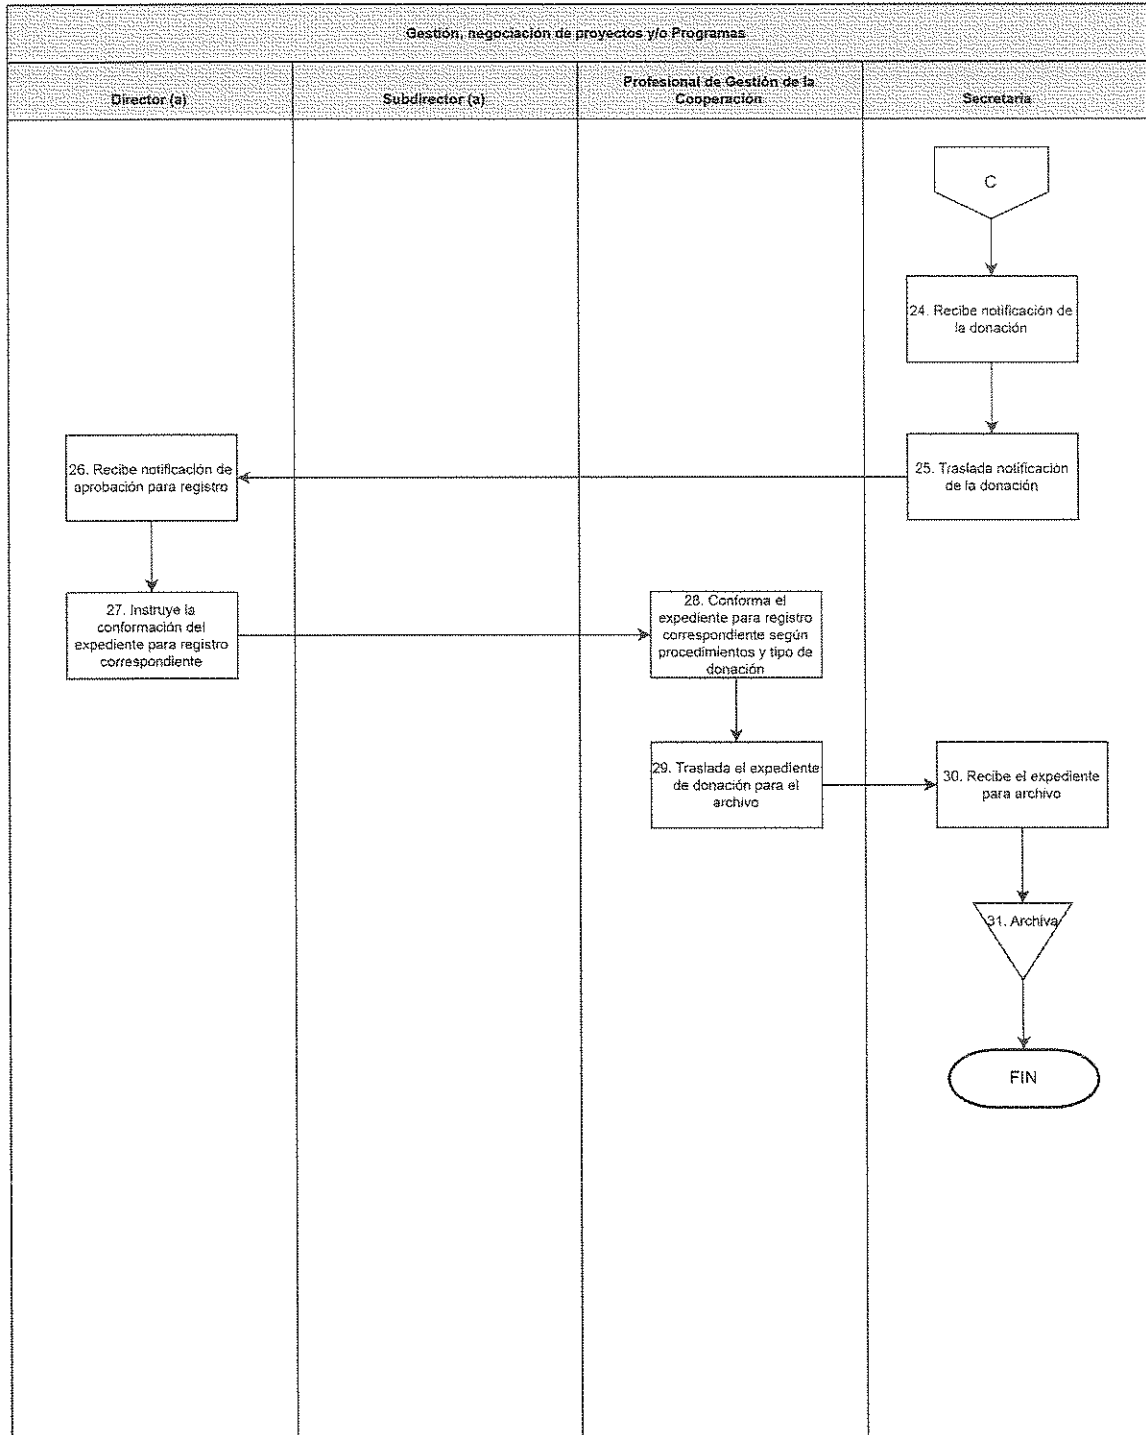 Gestión, negociación de proyectos y/o Programas
Director (a)
Subdirector (a)
Profesional de Gestión de la
Cooperación
Secretaria
C
24. Recibe notificación de
la donación
25. Traslada notificación
de la donación
26. Recibe notificación de
aprobación para registro
27. Instruye la
conformación del
expediente para registro
correspondiente
28. Conforma el
expediente para registro
correspondiente según
procedimientos y tipo de
donación
29. Traslada el expediente
de donación para el
archivo
30. Recibe el expediente
para archivo
31. Archiva
FIN